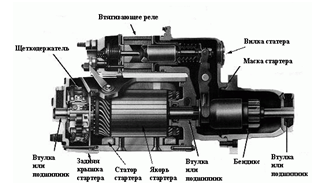 Втягивающее реле
Щеткодержатель
Вилка статера
Маска стартера
Втулка
или
подшипник
Задняя
крышка
стартера
Статор
стартера
Якорь
стартера
Втулка
или
подшипник
Бендикс
Втулка
или
подшипник